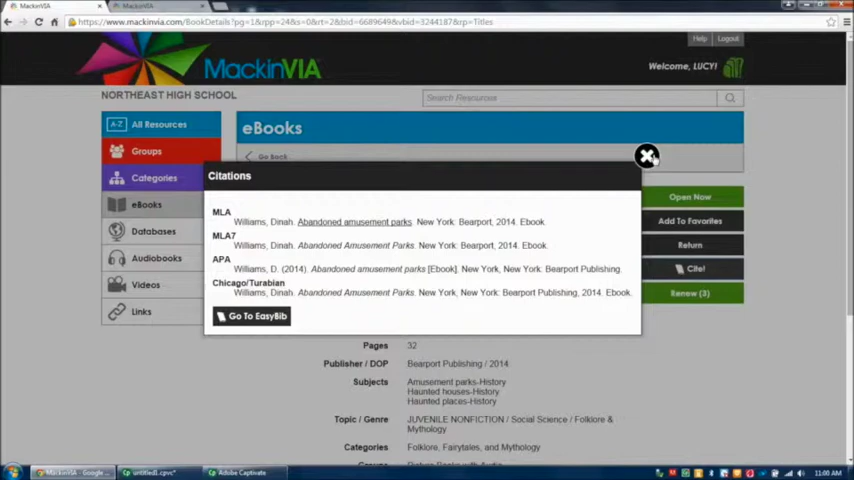 MackinVIA
MackinVIA
https://www.mackinvia.com/BookDetails?pg=1&rpp=24&s=0&rt=2&bid=6689649&vbid=3244187&rp=Titles
Help
Logout
MackinVIA
Welcome, LUCY!
NORTHEAST HIGH SCHOOL
Search Resources
A-Z All Resources
Groups
Categories
eBooks
Databases
Audiobooks
Videos
Links
eBooks
Go Back
Citations
MLA
Williams, Dinah. Abandoned amusement parks. New York: Bearport, 2014. Ebook.
MLA7
Williams, Dinah. Abandoned Amusement Parks. New York: Bearport, 2014. Ebook.
APA
Williams, D. (2014). Abandoned amusement parks [Ebook]. New York, New York: Bearport Publishing.
Chicago/Turabian
Williams, Dinah. Abandoned Amusement Parks. New York, New York: Bearport Publishing, 2014. Ebook.
Go To EasyBib
Open Now
Add To Favorites
Return
Cite!
Renew (3)
Pages 32
Publisher / DOP Bearport Publishing / 2014
Subjects Amusement parks-History
Haunted houses-History
Haunted places-History
Topic / Genre JUVENILE NONFICTION / Social Science / Folklore &
Mythology
Categories Folklore, Fairytales, and Mythology
MackinVIA - Google...
untitled1.cpvc*
Adobe Captivate
11:00 AM